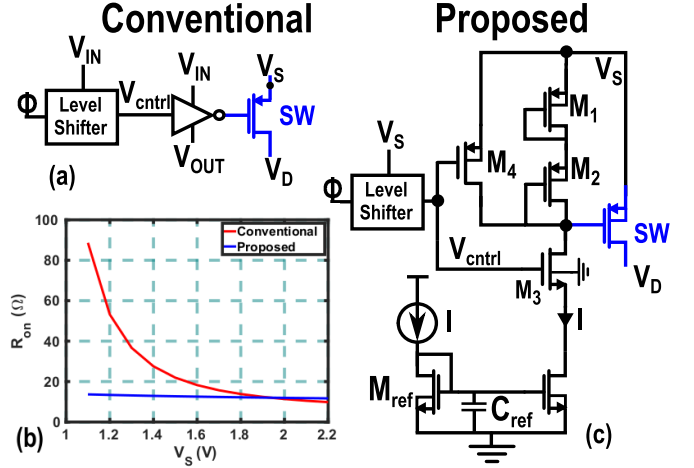 Conventional
Proposed
V_IN
Φ
Level
Shifter
V_cntrl
V_IN
V_OUT
V_S
SW
V_D
(a)
100
80
60
40
20
0
R_on (Ω)
Conventional
Proposed
1
1.2
1.4
1.6
1.8
2
2.2
V_S (V)
(b)
V_S
Φ
Level
Shifter
V_cntrl
M_4
M_1
M_2
V_S
SW
V_D
M_3
I
I
M_ref
C_ref
(c)